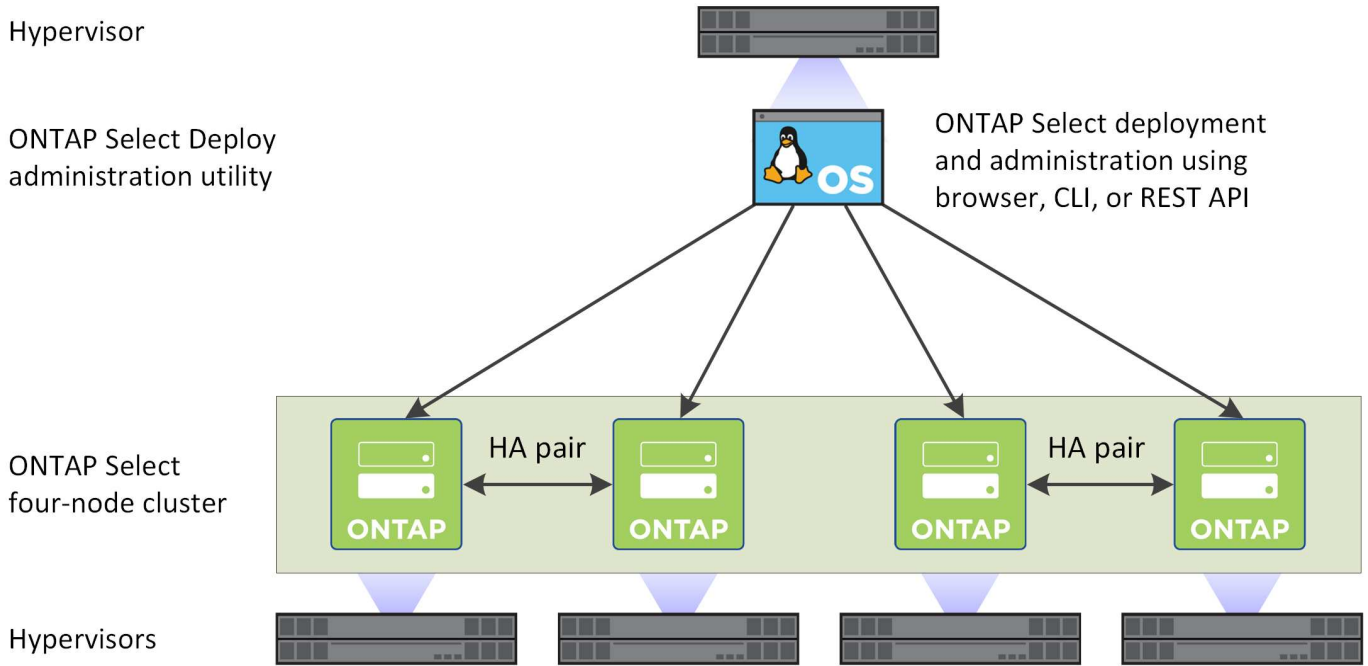 Hypervisor
ONTAP Select Deploy
administration utility
OS
ONTAP Select deployment
and administration using
browser, CLI, or REST API
ONTAP Select
four-node cluster
HA pair
HA pair
ONTAP
ONTAP
ONTAP
ONTAP
Hypervisors